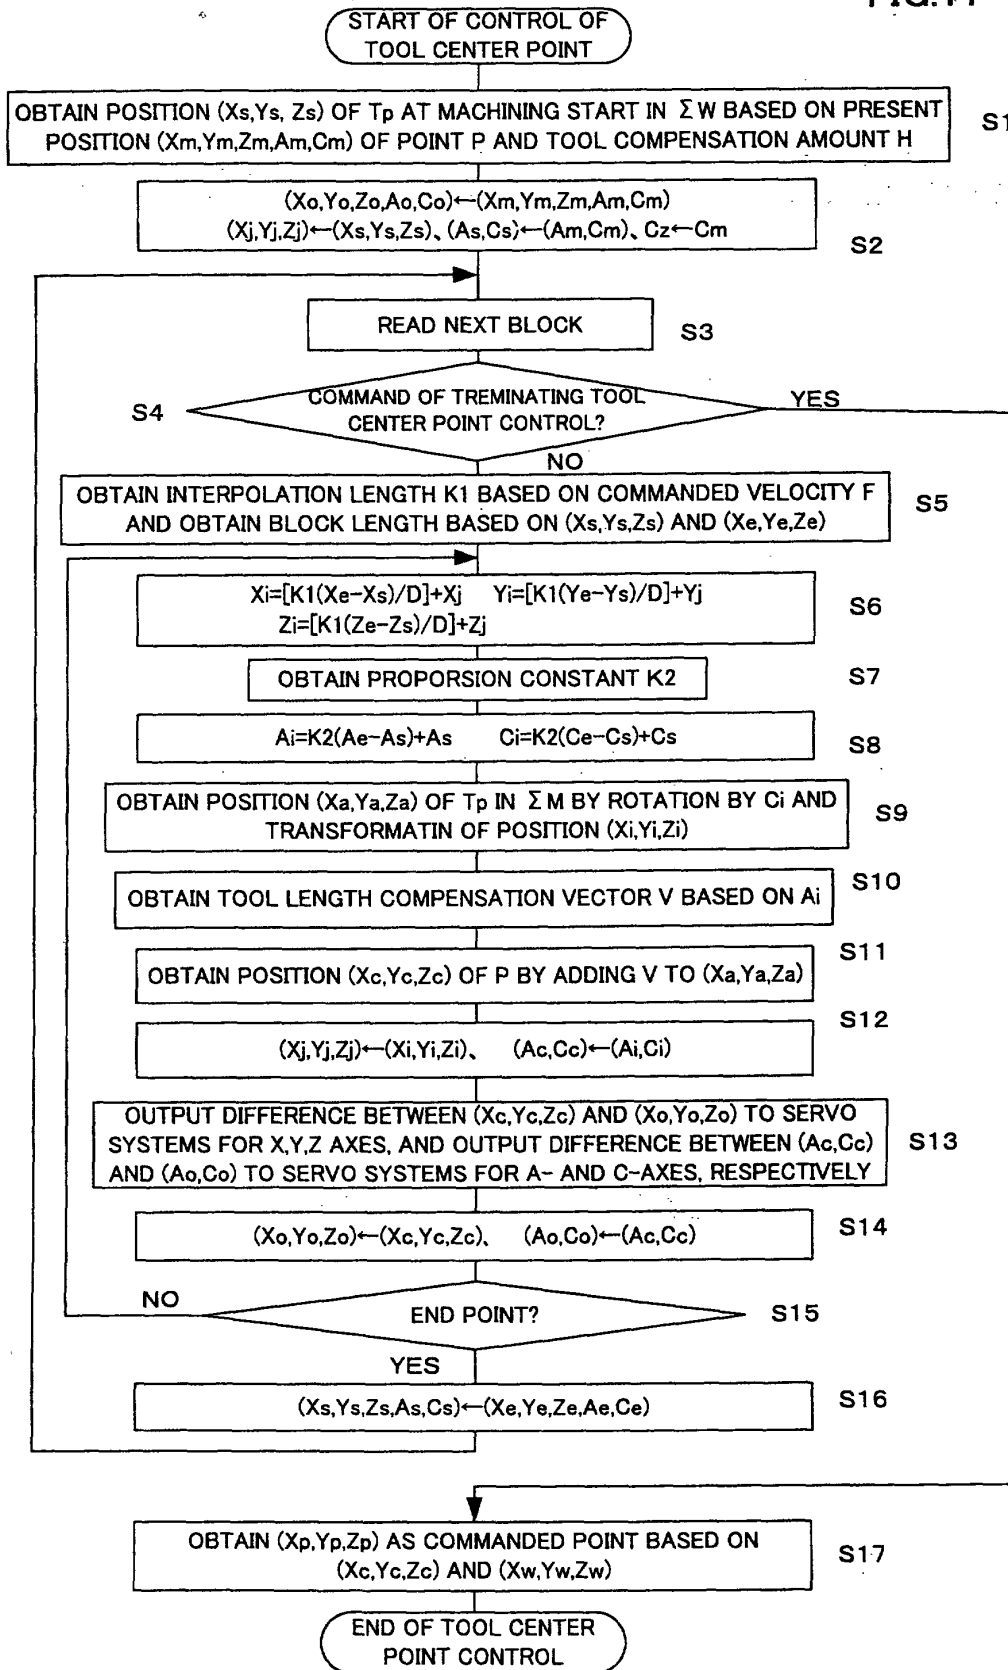 START OF CONTROL OF
TOOL CENTER POINT
OBTAIN POSITION (Xs,Ys, Zs) OF Tp AT MACHINING START IN ΣW BASED ON PRESENT
POSITION (Xm,Ym,Zm,Am,Cm) OF POINT P AND TOOL COMPENSATION AMOUNT H
(Xo,Yo,Zo,Ao,Co)←(Xm,Ym,Zm,Am,Cm)
(Xj,Yj,Zj)←(Xs,Ys,Zs)、(As,Cs)←(Am,Cm)、Cz←Cm
S2
READ NEXT BLOCK
S3
S4
COMMAND OF TREMINATING TOOL
CENTER POINT CONTROL?
YES
NO
OBTAIN INTERPOLATION LENGTH K1 BASED ON COMMANDED VELOCITY F
AND OBTAIN BLOCK LENGTH BASED ON (Xs,Ys,Zs) AND (Xe,Ye,Ze)
S5
Xi=[K1(Xe-Xs)/D]+Xj Yi=[K1(Ye-Ys)/D]+Yj
Zi=[K1(Ze-Zs)/D]+Zj
S6
OBTAIN PROPORSION CONSTANT K2
S7
Ai=K2(Ae-As)+As Ci=K2(Ce-Cs)+Cs
S8
OBTAIN POSITION (Xa,Ya,Za) OF Tp IN ΣM BY ROTATION BY Ci AND
TRANSFORMATIN OF POSITION (Xi,Yi,Zi)
S9
S10
OBTAIN TOOL LENGTH COMPENSATION VECTOR V BASED ON Ai
S11
OBTAIN POSITION (Xc,Yc,Zc) OF P BY ADDING V TO (Xa,Ya,Za)
S12
(Xj,Yj,Zj)←(Xi,Yi,Zi)、 (Ac,Cc)←(Ai,Ci)
OUTPUT DIFFERENCE BETWEEN (Xc,Yc,Zc) AND (Xo,Yo,Zo) TO SERVO
SYSTEMS FOR X,Y,Z AXES, AND OUTPUT DIFFERENCE BETWEEN (Ac,Cc)
AND (Ao,Co) TO SERVO SYSTEMS FOR A- AND C-AXES, RESPECTIVELY
S13
(Xo,Yo,Zo)←(Xc,Yc,Zc)、 (Ao,Co)←(Ac,Cc)
S14
NO
END POINT?
S15
YES
(Xs,Ys,Zs,As,Cs)←(Xe,Ye,Ze,Ae,Ce)
S16
OBTAIN (Xp,Yp,Zp) AS COMMANDED POINT BASED ON
(Xc,Yc,Zc) AND (Xw,Yw,Zw)
S17
END OF TOOL CENTER
POINT CONTROL